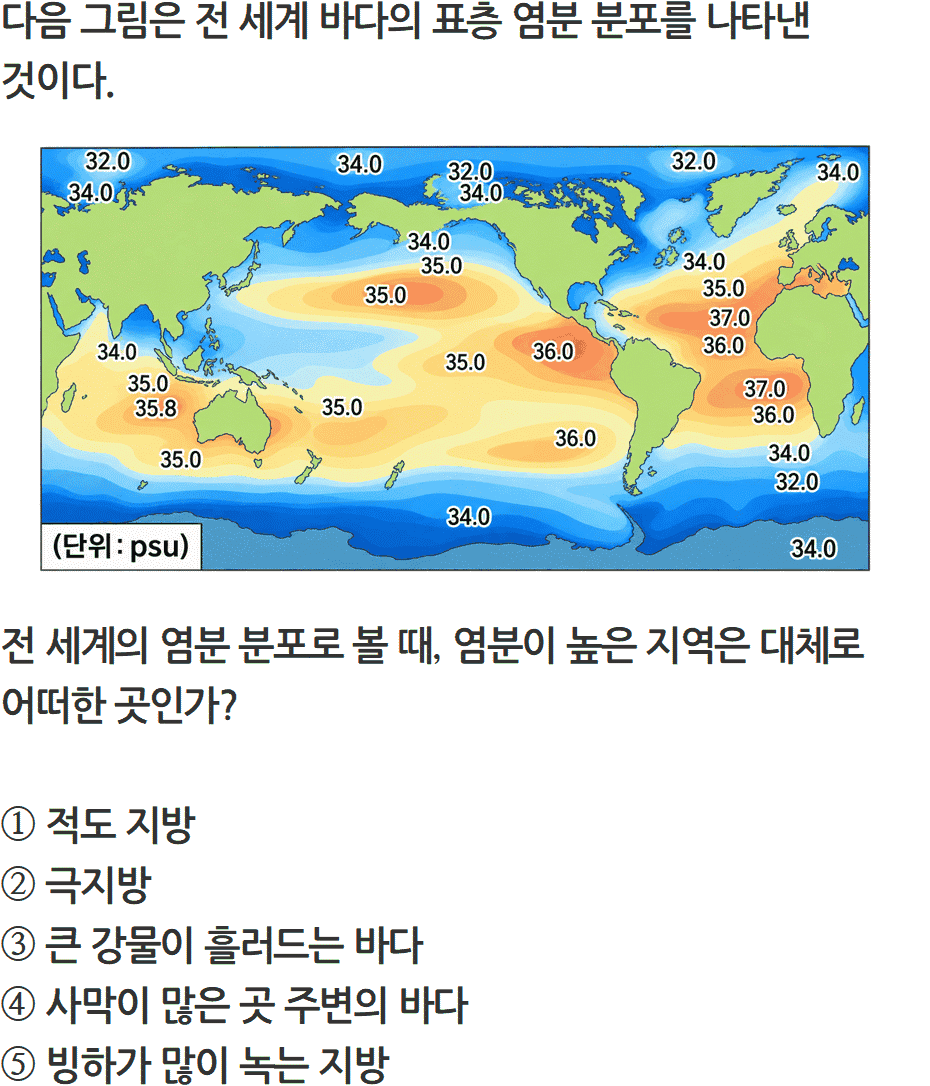 다음 그림은 전 세계 바다의 표층 염분 분포를 나타낸
것이다.
32.0 34.0 32.0 32.0 34.0
34.0 34.0
34.0
35.0 34.0
35.0 35.0
37.0
34.0 35.0 36.0 36.0
35.0 37.0
35.8 35.0 36.0
35.0 36.0 34.0
32.0
34.0
(단위 : psu) 34.0
전 세계의 염분 분포로 볼 때, 염분이 높은 지역은 대체로
어떠한 곳인가?
① 적도 지방
② 극지방
③ 큰 강물이 흘러드는 바다
④ 사막이 많은 곳 주변의 바다
⑤ 빙하가 많이 녹는 지방